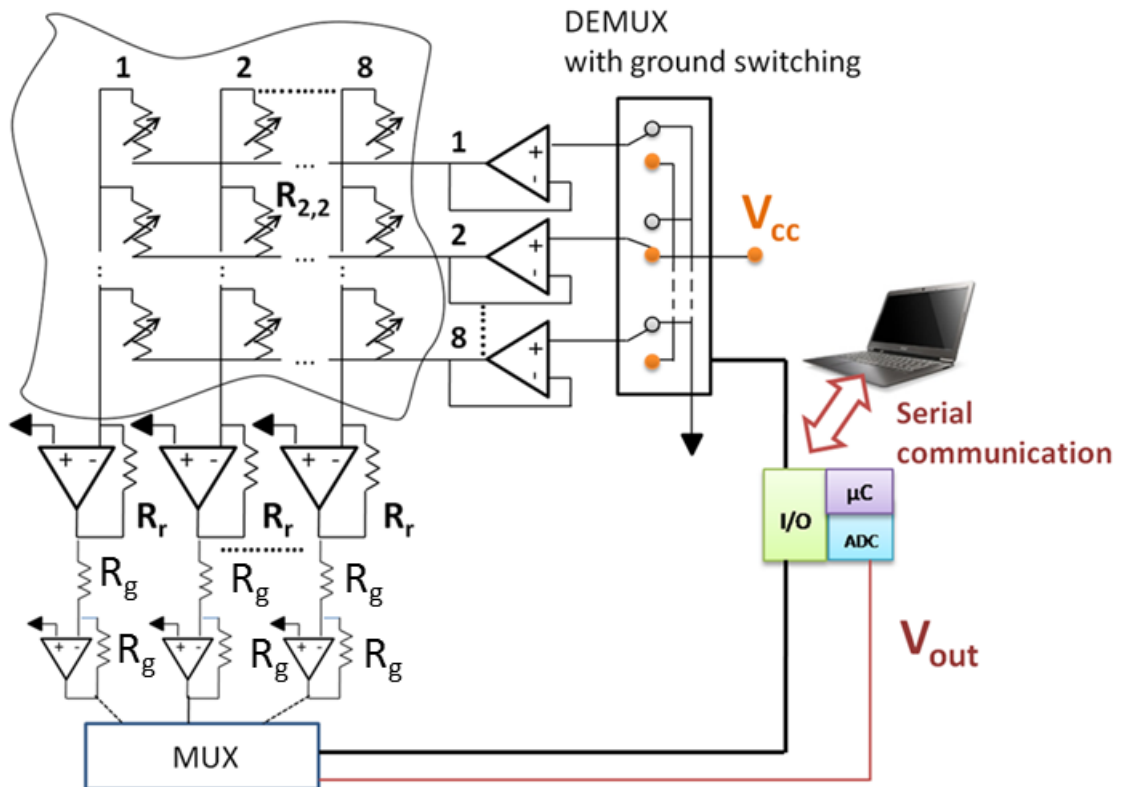 DEMUX
with ground switching
1 2 ........ 8
1
+
-
...
R2,2
Vcc
2
+
-
...
:
:
:
8
+
-
...
Serial
communication
+ -
+ -
+ -
Rr
Rr
Rr
µC
I/O
ADC
Rg
Rg
Rg
+ -
+ -
+ -
Rg
Rg
Rg
Vout
MUX